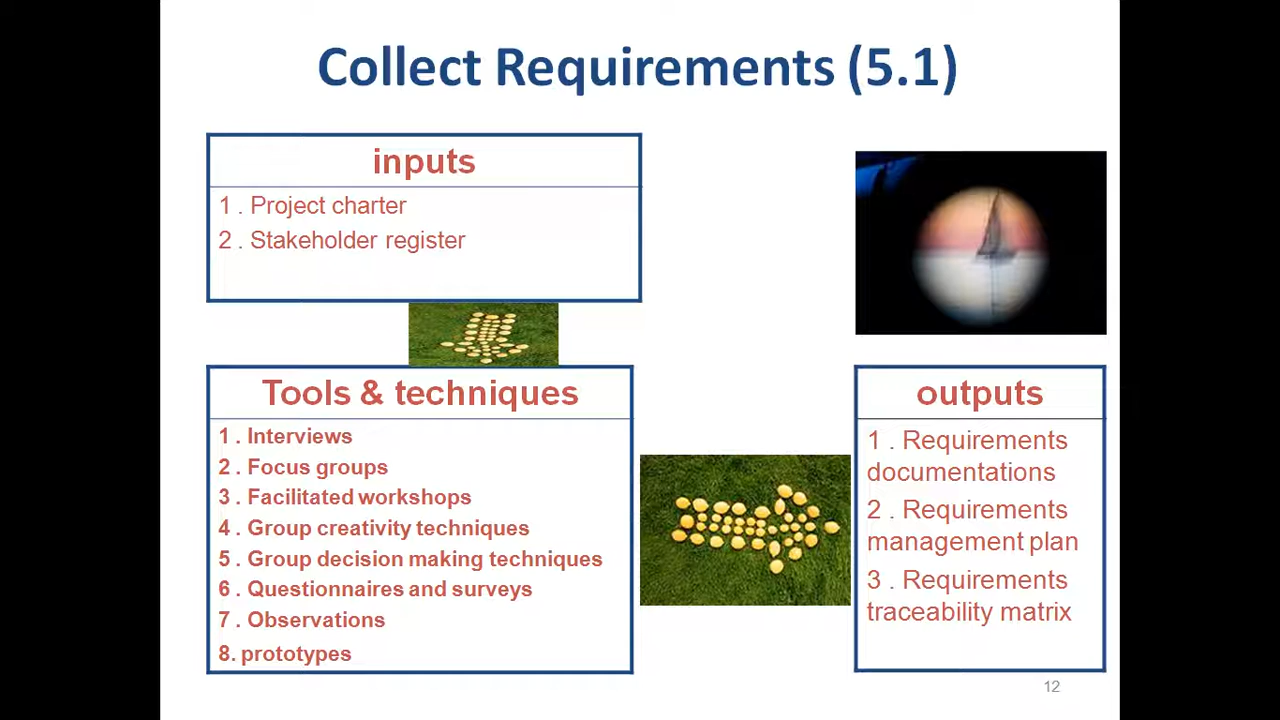 Collect Requirements (5.1)
inputs
1 . Project charter
2 . Stakeholder register
Tools & techniques
1 . Interviews
2 . Focus groups
3 . Facilitated workshops
4 . Group creativity techniques
5 . Group decision making techniques
6 . Questionnaires and surveys
7 . Observations
8. prototypes
outputs
1 . Requirements
documentations
2 . Requirements
management plan
3 . Requirements
traceability matrix
12